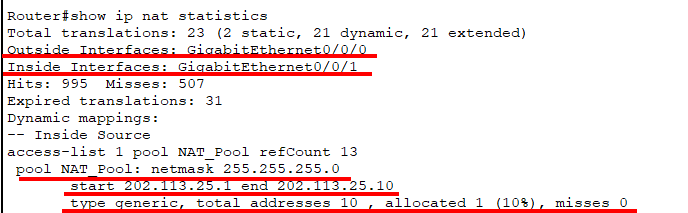 Router#show ip nat statistics
Total translations: 23 (2 static, 21 dynamic, 21 extended)
Outside Interfaces: GigabitEthernet0/0/0
Inside Interfaces: GigabitEthernet0/0/1
Hits: 995  Misses: 507
Expired translations: 31
Dynamic mappings:
-- Inside Source
access-list 1 pool NAT_Pool refCount 13
 pool NAT_Pool: netmask 255.255.255.0
       start 202.113.25.1 end 202.113.25.10
       type generic, total addresses 10 , allocated 1 (10%), misses 0